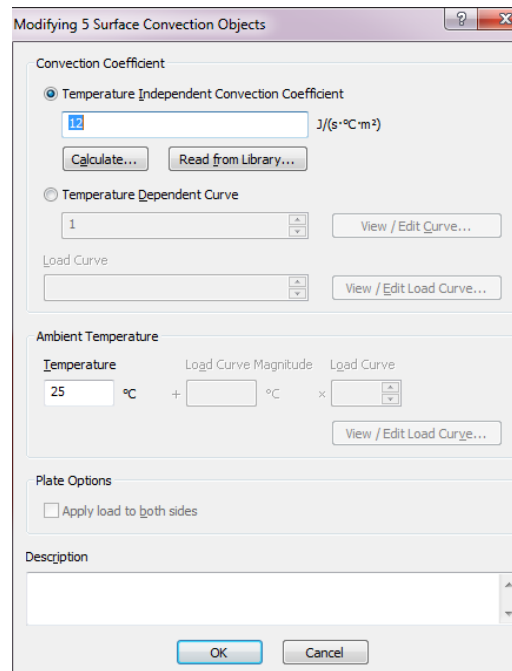 Modifying 5 Surface Convection Objects
? X
Convection Coefficient
Temperature Independent Convection Coefficient
12 J/(s·°C·m²)
Calculate... Read from Library...
Temperature Dependent Curve
1 View / Edit Curve...
Load Curve
View / Edit Load Curve...
Ambient Temperature
Temperature Load Curve Magnitude Load Curve
25 °C + °C ×
View / Edit Load Curve...
Plate Options
Apply load to both sides
Description
OK Cancel